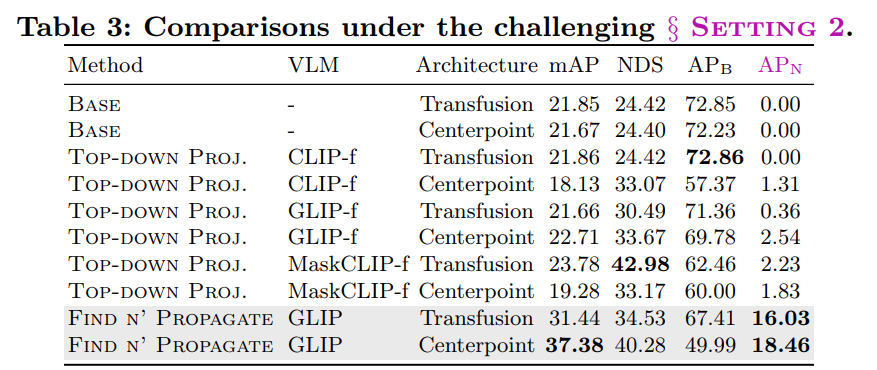 Table 3: Comparisons under the challenging § SETTING 2.
Method VLM Architecture mAP NDS AP_B AP_N
BASE - Transfusion 21.85 24.42 72.85 0.00
BASE - Centerpoint 21.67 24.40 72.23 0.00
TOP-DOWN PROJ. CLIP-f Transfusion 21.86 24.42 72.86 0.00
TOP-DOWN PROJ. CLIP-f Centerpoint 18.13 33.07 57.37 1.31
TOP-DOWN PROJ. GLIP-f Transfusion 21.66 30.49 71.36 0.36
TOP-DOWN PROJ. GLIP-f Centerpoint 22.71 33.67 69.78 2.54
TOP-DOWN PROJ. MaskCLIP-f Transfusion 23.78 42.98 62.46 2.23
TOP-DOWN PROJ. MaskCLIP-f Centerpoint 19.28 33.17 60.00 1.83
FIND N' PROPAGATE GLIP Transfusion 31.44 34.53 67.41 16.03
FIND N' PROPAGATE GLIP Centerpoint 37.38 40.28 49.99 18.46